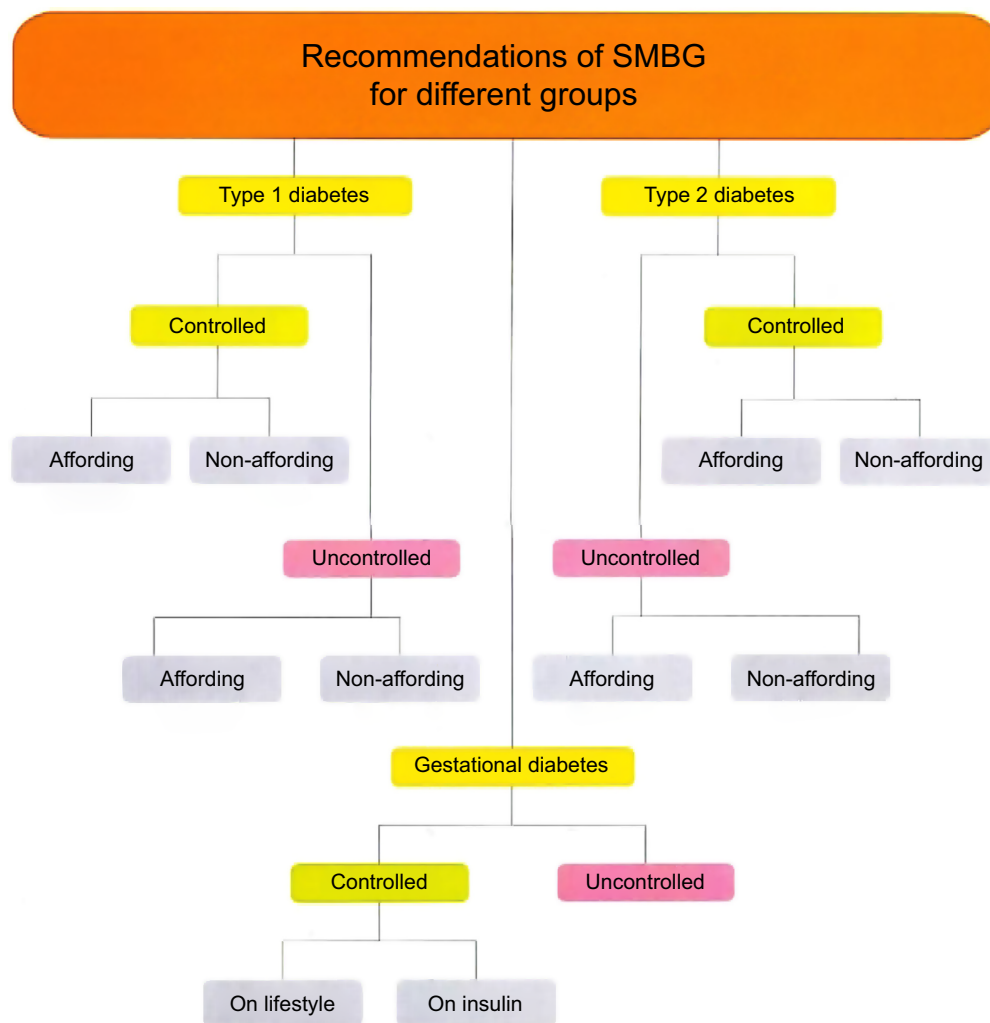 Recommendations of SMBG
for different groups
Type 1 diabetes
Type 2 diabetes
Controlled
Controlled
Affording
Non-affording
Affording
Non-affording
Uncontrolled
Uncontrolled
Affording
Non-affording
Affording
Non-affording
Gestational diabetes
Controlled
Uncontrolled
On lifestyle
On insulin